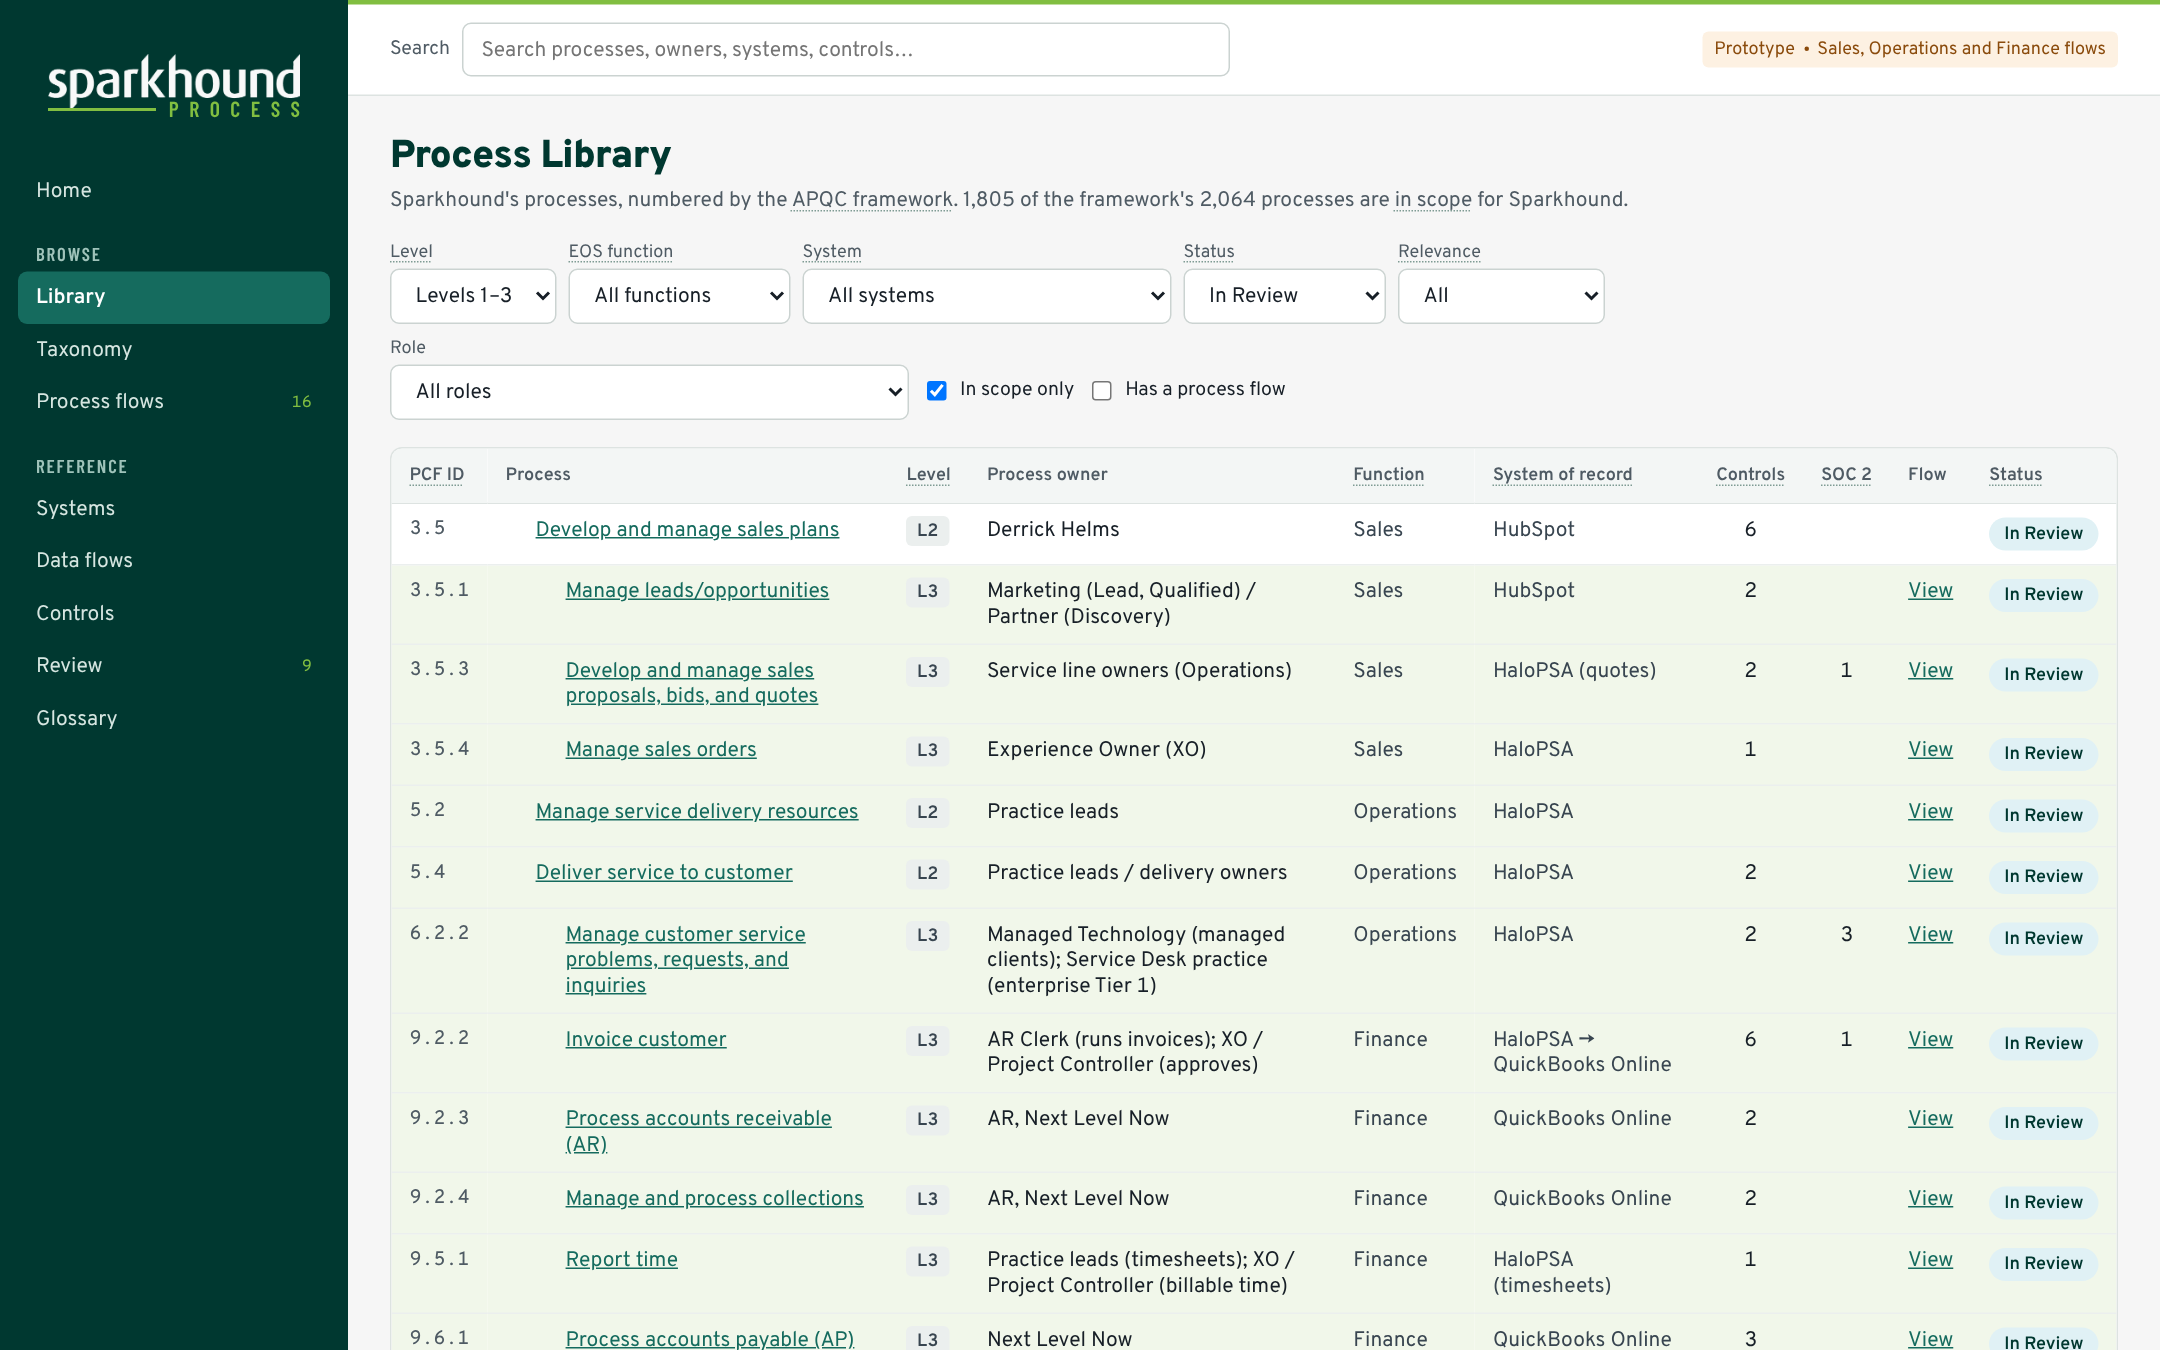 sparkhound
PROCESS
Home
BROWSE
Library
Taxonomy
Process flows 16
REFERENCE
Systems
Data flows
Controls
Review 9
Glossary
Search Search processes, owners, systems, controls...
Prototype • Sales, Operations and Finance flows
Process Library
Sparkhound's processes, numbered by the APQC framework. 1,805 of the framework's 2,064 processes are in scope for Sparkhound.
Level EOS function System Status Relevance
Levels 1–3 All functions All systems In Review All
Role
All roles In scope only Has a process flow
PCF ID Process Level Process owner Function System of record Controls SOC 2 Flow Status
3.5 Develop and manage sales plans L2 Derrick Helms Sales HubSpot 6 In Review
3.5.1 Manage leads/opportunities L3 Marketing (Lead, Qualified) / Sales HubSpot 2 View In Review
Partner (Discovery)
3.5.3 Develop and manage sales L3 Service line owners (Operations) Sales HaloPSA (quotes) 2 1 View In Review
proposals, bids, and quotes
3.5.4 Manage sales orders L3 Experience Owner (XO) Sales HaloPSA 1 View In Review
5.2 Manage service delivery resources L2 Practice leads Operations HaloPSA View In Review
5.4 Deliver service to customer L2 Practice leads / delivery owners Operations HaloPSA 2 View In Review
6.2.2 Manage customer service L3 Managed Technology (managed Operations HaloPSA 2 3 View In Review
problems, requests, and clients); Service Desk practice
inquiries (enterprise Tier 1)
9.2.2 Invoice customer L3 AR Clerk (runs invoices); XO / Finance HaloPSA → 6 1 View In Review
Project Controller (approves) QuickBooks Online
9.2.3 Process accounts receivable L3 AR, Next Level Now Finance QuickBooks Online 2 View In Review
(AR)
9.2.4 Manage and process collections L3 AR, Next Level Now Finance QuickBooks Online 2 View In Review
9.5.1 Report time L3 Practice leads (timesheets); XO / Finance HaloPSA 1 View In Review
Project Controller (billable time) (timesheets)
9.6.1 Process accounts payable (AP) L3 Next Level Now Finance QuickBooks Online 3 View In Review